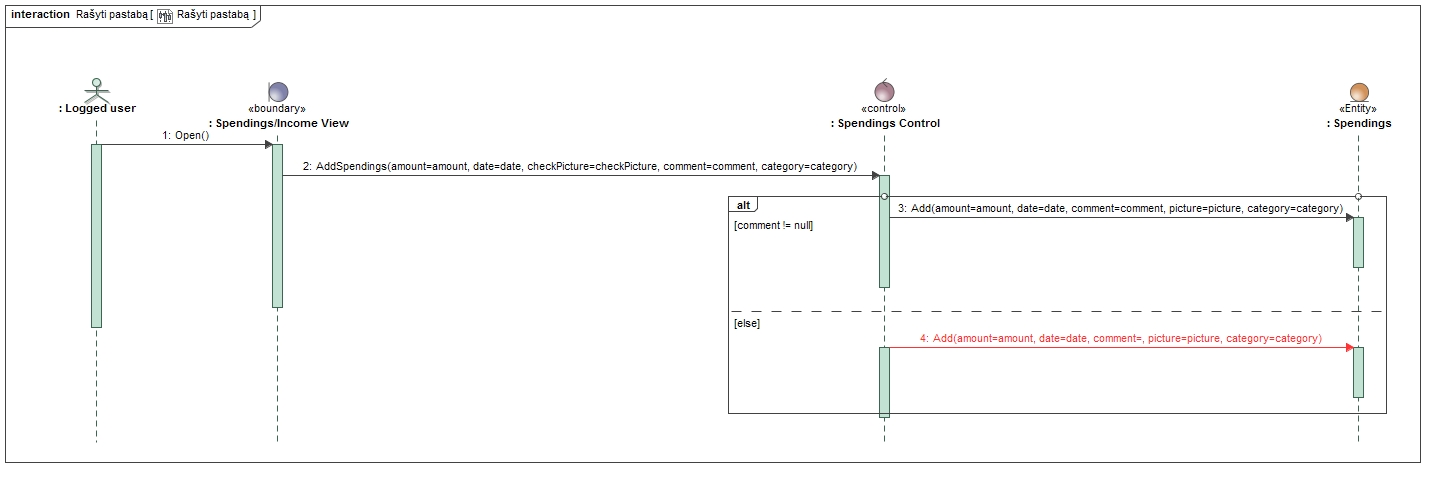 interaction Rašyti pastabą [ Rašyti pastabą ]
: Logged user
«boundary»
: Spendings/Income View
«control»
: Spendings Control
«Entity»
: Spendings
1: Open()
2: AddSpendings(amount=amount, date=date, checkPicture=checkPicture, comment=comment, category=category)
alt
3: Add(amount=amount, date=date, comment=comment, picture=picture, category=category)
[comment != null]
[else]
4: Add(amount=amount, date=date, comment=, picture=picture, category=category)